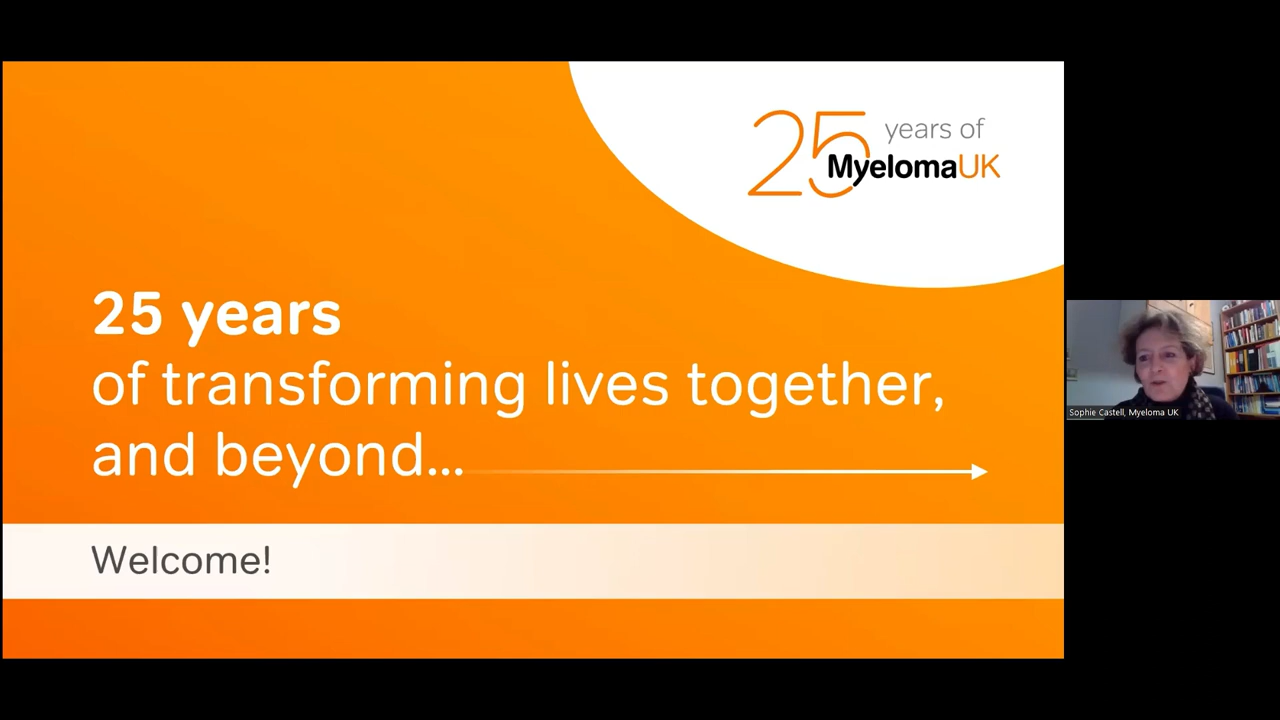 25 years of
MyelomaUK
25 years
of transforming lives together,
and beyond...
Welcome!
Sophie Castell, Myeloma UK